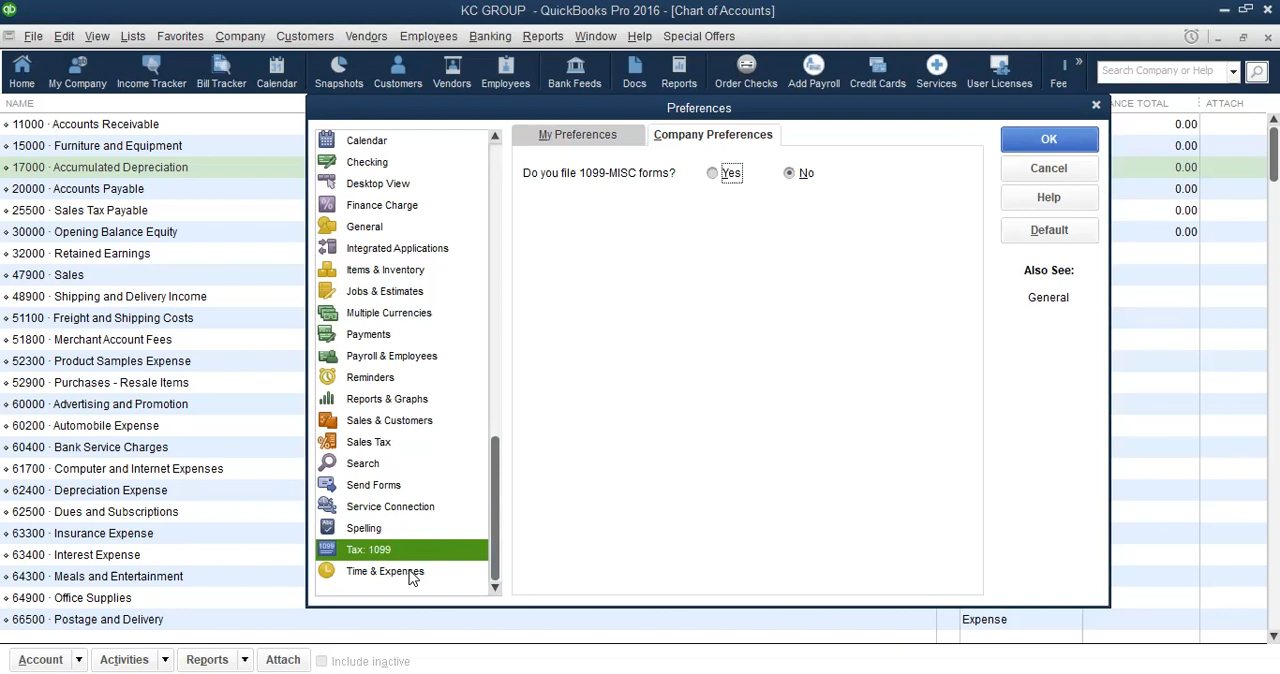 KC GROUP - QuickBooks Pro 2016 - [Chart of Accounts]
File Edit View Lists Favorites Company Customers Vendors Employees Banking Reports Window Help Special Offers
Home My Company Income Tracker Bill Tracker Calendar Snapshots Customers Vendors Employees Bank Feeds Docs Reports Order Checks Add Payroll Credit Cards Services User Licenses Fee » Search Company or Help
NAME
ANCE TOTAL ATTACH
11000 · Accounts Receivable 0.00
15000 · Furniture and Equipment 0.00
17000 · Accumulated Depreciation 0.00
20000 · Accounts Payable 0.00
25500 · Sales Tax Payable 0.00
30000 · Opening Balance Equity 0.00
32000 · Retained Earnings
47900 · Sales
48900 · Shipping and Delivery Income
51100 · Freight and Shipping Costs
51800 · Merchant Account Fees
52300 · Product Samples Expense
52900 · Purchases - Resale Items
60000 · Advertising and Promotion
60200 · Automobile Expense
60400 · Bank Service Charges
61700 · Computer and Internet Expenses
62400 · Depreciation Expense
62500 · Dues and Subscriptions
63300 · Insurance Expense
63400 · Interest Expense
64300 · Meals and Entertainment
64900 · Office Supplies
66500 · Postage and Delivery Expense
Preferences
Calendar
Checking
Desktop View
Finance Charge
General
Integrated Applications
Items & Inventory
Jobs & Estimates
Multiple Currencies
Payments
Payroll & Employees
Reminders
Reports & Graphs
Sales & Customers
Sales Tax
Search
Send Forms
Service Connection
Spelling
Tax: 1099
Time & Expenses
My Preferences Company Preferences
Do you file 1099-MISC forms? Yes No
OK
Cancel
Help
Default
Also See:
General
Account Activities Reports Attach Include inactive